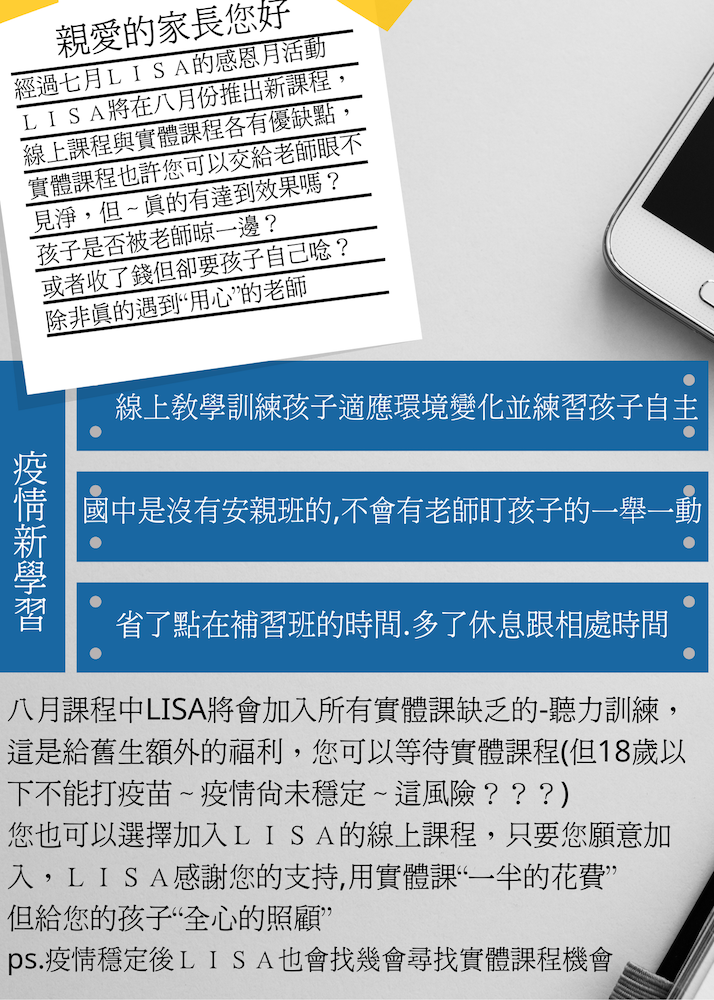 親愛的家長您好
經過七月ＬＩＳＡ的感恩月活動
ＬＩＳＡ將在八月份推出新課程，
線上課程與實體課程各有優缺點，
實體課程也許您可以交給老師眼不
見淨，但～真的有達到效果嗎？
孩子是否被老師晾一邊？
或者收了錢但卻要孩子自己唸？
除非真的遇到“用心”的老師
疫情新學習
線上教學訓練孩子適應環境變化並練習孩子自主
國中是沒有安親班的,不會有老師盯孩子的一舉一動
省了點在補習班的時間.多了休息跟相處時間
八月課程中LISA將會加入所有實體課缺乏的-聽力訓練，
這是給舊生額外的福利，您可以等待實體課程(但18歲以
下不能打疫苗～疫情尚未穩定～這風險？？？)
您也可以選擇加入ＬＩＳＡ的線上課程，只要您願意加
入，ＬＩＳＡ感謝您的支持,用實體課“一半的花費”
但給您的孩子“全心的照顧”
ps.疫情穩定後ＬＩＳＡ也會找幾會尋找實體課程機會